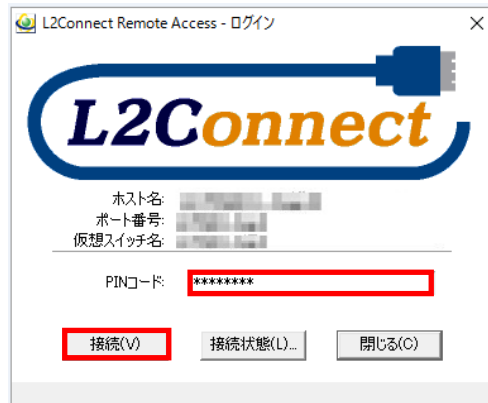 L2Connect Remote Access - ログイン
L2Connect
ホスト名:
ポート番号:
仮想スイッチ名:
PINコード: ********
接続(V) 接続状態(L)... 閉じる(C)